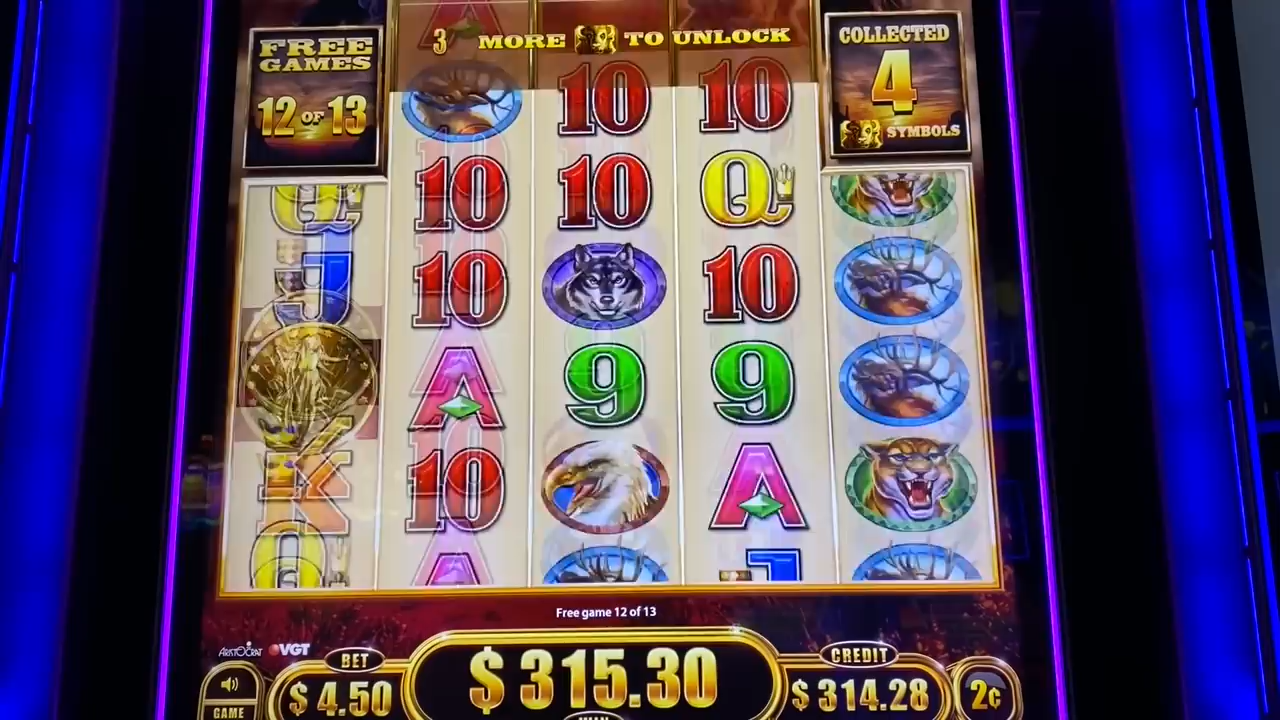 FREE GAMES
12 OF 13
3 MORE TO UNLOCK
COLLECTED
4
SYMBOLS
A
10 10
Q 10 10 Q
J 10 10
A 9 9
K 10 A
Q A J
Free game 12 of 13
ARISTOCRAT VGT
BET
$4.50
$315.30
WIN
CREDIT
$314.28
2¢
GAME